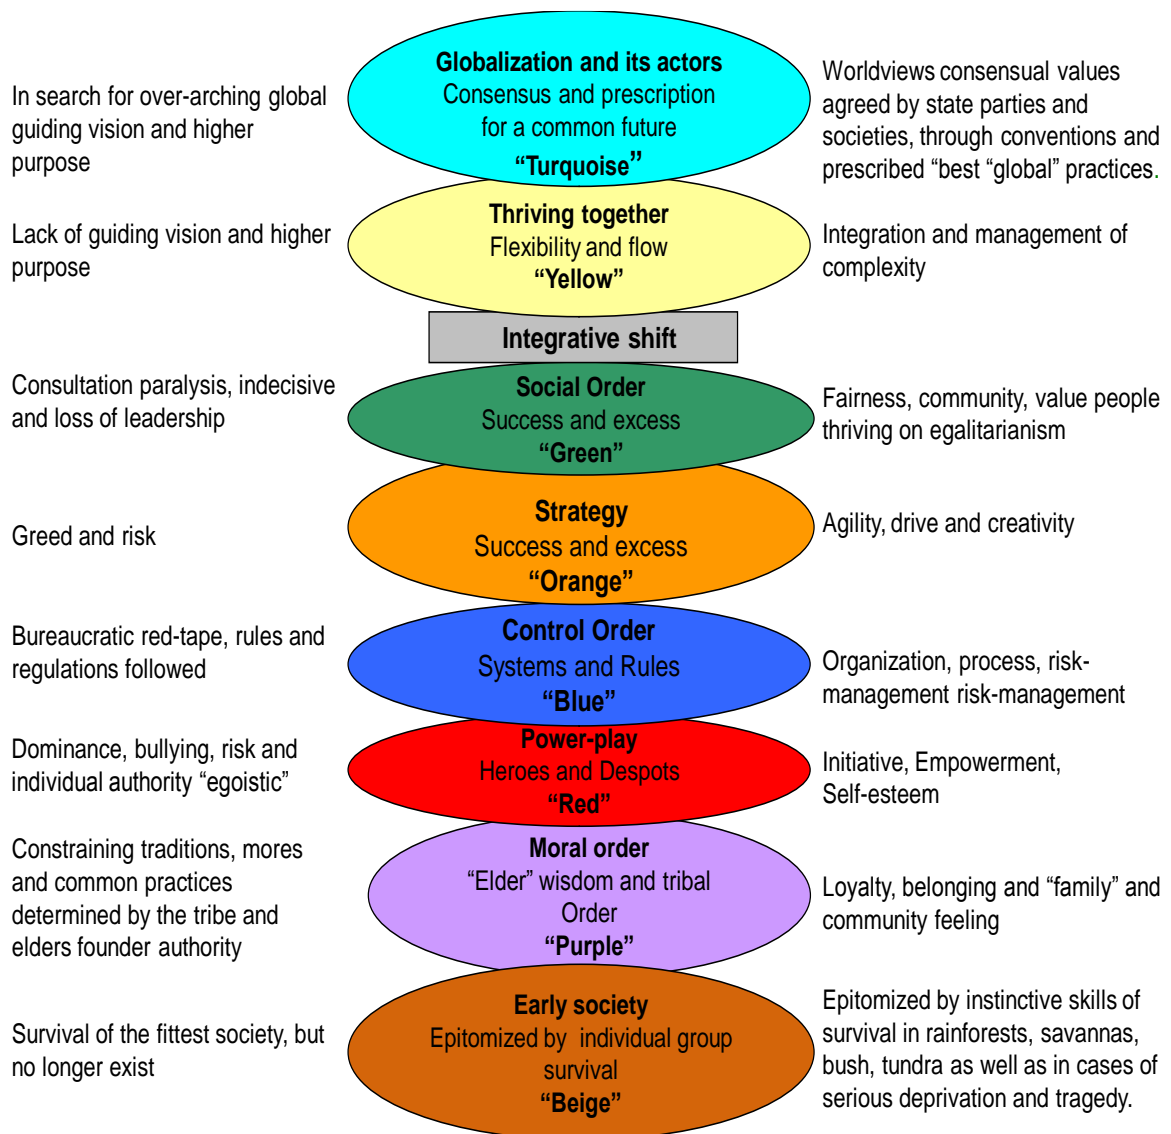 In search for over-arching global
guiding vision and higher
purpose
Globalization and its actors
Consensus and prescription
for a common future
“Turquoise”
Worldviews consensual values
agreed by state parties and
societies, through conventions and
prescribed “best “global” practices.
Lack of guiding vision and higher
purpose
Thriving together
Flexibility and flow
“Yellow”
Integration and management of
complexity
Integrative shift
Consultation paralysis, indecisive
and loss of leadership
Social Order
Success and excess
“Green”
Fairness, community, value people
thriving on egalitarianism
Greed and risk
Strategy
Success and excess
“Orange”
Agility, drive and creativity
Bureaucratic red-tape, rules and
regulations followed
Control Order
Systems and Rules
“Blue”
Organization, process, risk-
management risk-management
Dominance, bullying, risk and
individual authority “egoistic”
Power-play
Heroes and Despots
“Red”
Initiative, Empowerment,
Self-esteem
Constraining traditions, mores
and common practices
determined by the tribe and
elders founder authority
Moral order
“Elder” wisdom and tribal
Order
“Purple”
Loyalty, belonging and “family” and
community feeling
Survival of the fittest society, but
no longer exist
Early society
Epitomized by individual group
survival
“Beige”
Epitomized by instinctive skills of
survival in rainforests, savannas,
bush, tundra as well as in cases of
serious deprivation and tragedy.